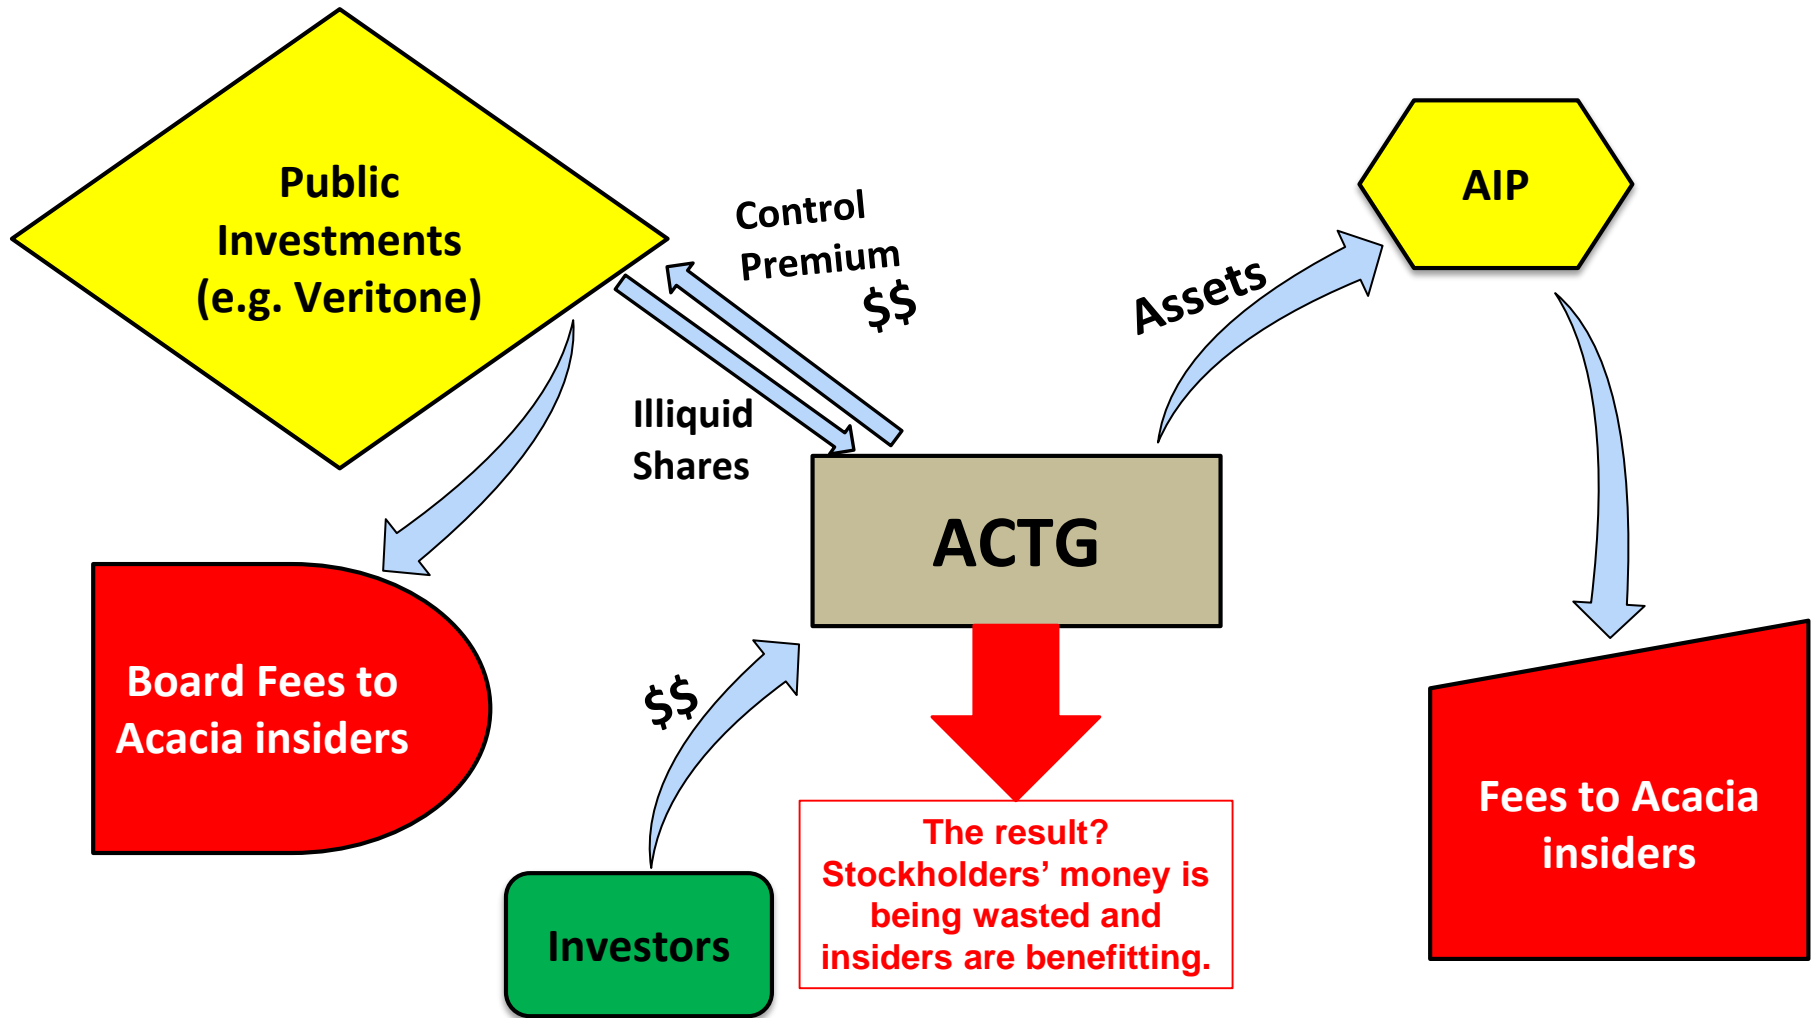 Public
Investments
(e.g. Veritone)
Control
Premium
$$
Illiquid
Shares
Assets
AIP
ACTG
Board Fees to
Acacia insiders
$$
Investors
The result?
Stockholders’ money is
being wasted and
insiders are benefitting.
Fees to Acacia
insiders